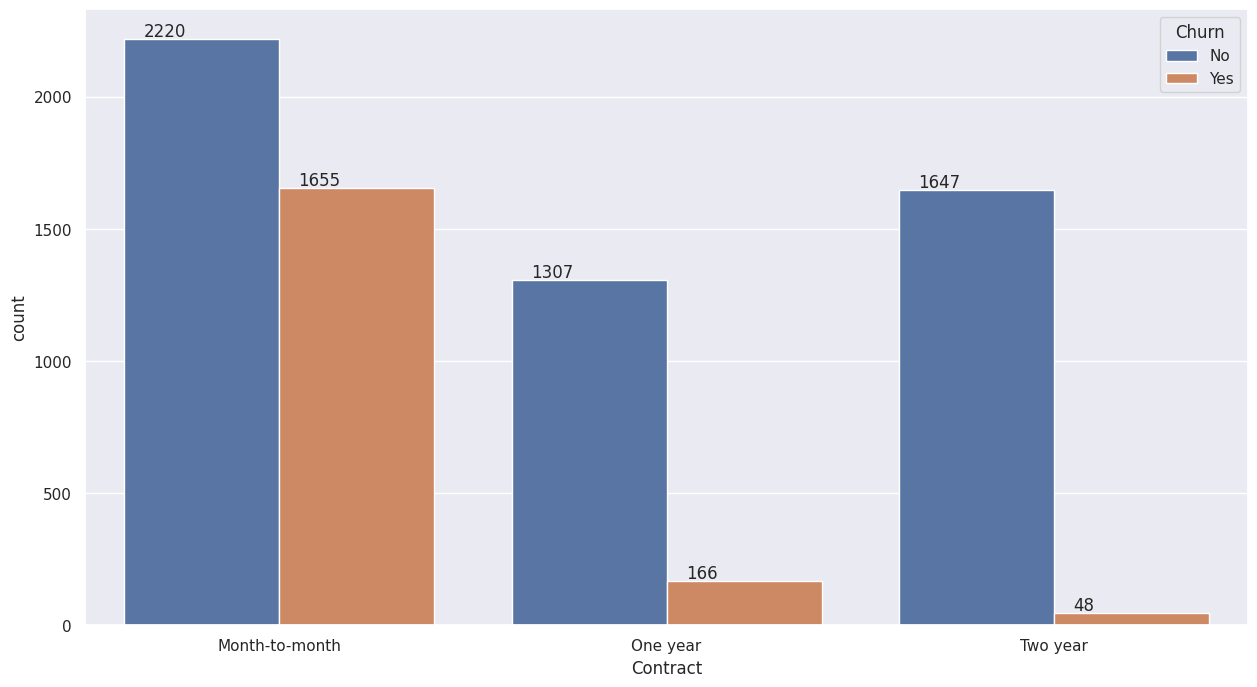 2220
Churn
No
Yes
2000
1655
1647
1500
1307
count
1000
500
166
48
0
Month-to-month
One year
Two year
Contract